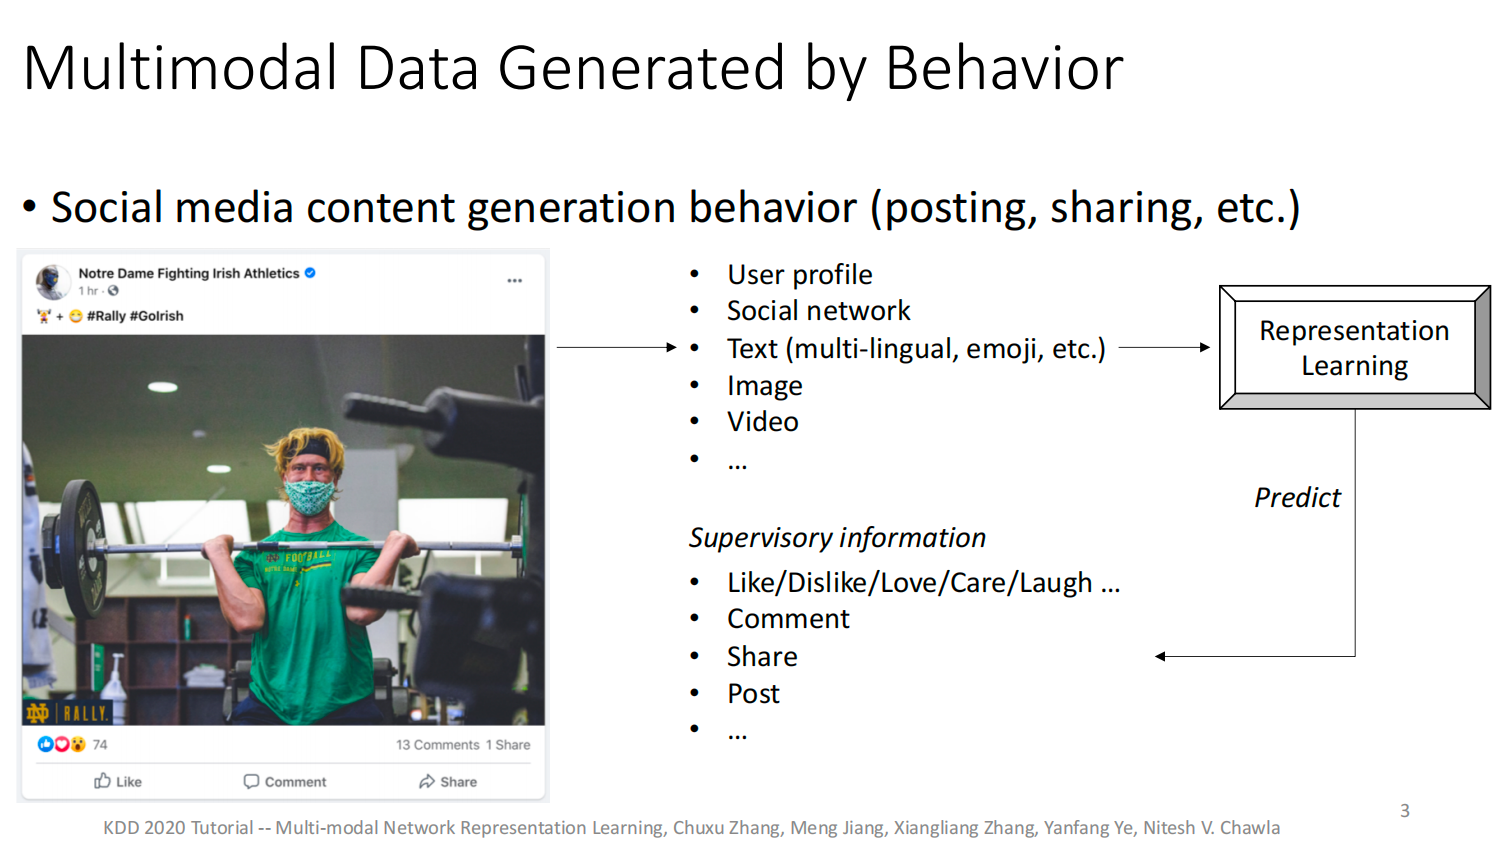 Multimodal Data Generated by Behavior
• Social media content generation behavior (posting, sharing, etc.)
Notre Dame Fighting Irish Athletics
1 hr ·
🏋 + 😷 #Rally #GoIrish
FOOTBALL
ND RALLY.
74
13 Comments 1 Share
Like Comment Share
• User profile
• Social network
• Text (multi-lingual, emoji, etc.)
• Image
• Video
• ...
Supervisory information
• Like/Dislike/Love/Care/Laugh ...
• Comment
• Share
• Post
• ...
Representation
Learning
Predict
3
KDD 2020 Tutorial -- Multi-modal Network Representation Learning, Chuxu Zhang, Meng Jiang, Xiangliang Zhang, Yanfang Ye, Nitesh V. Chawla